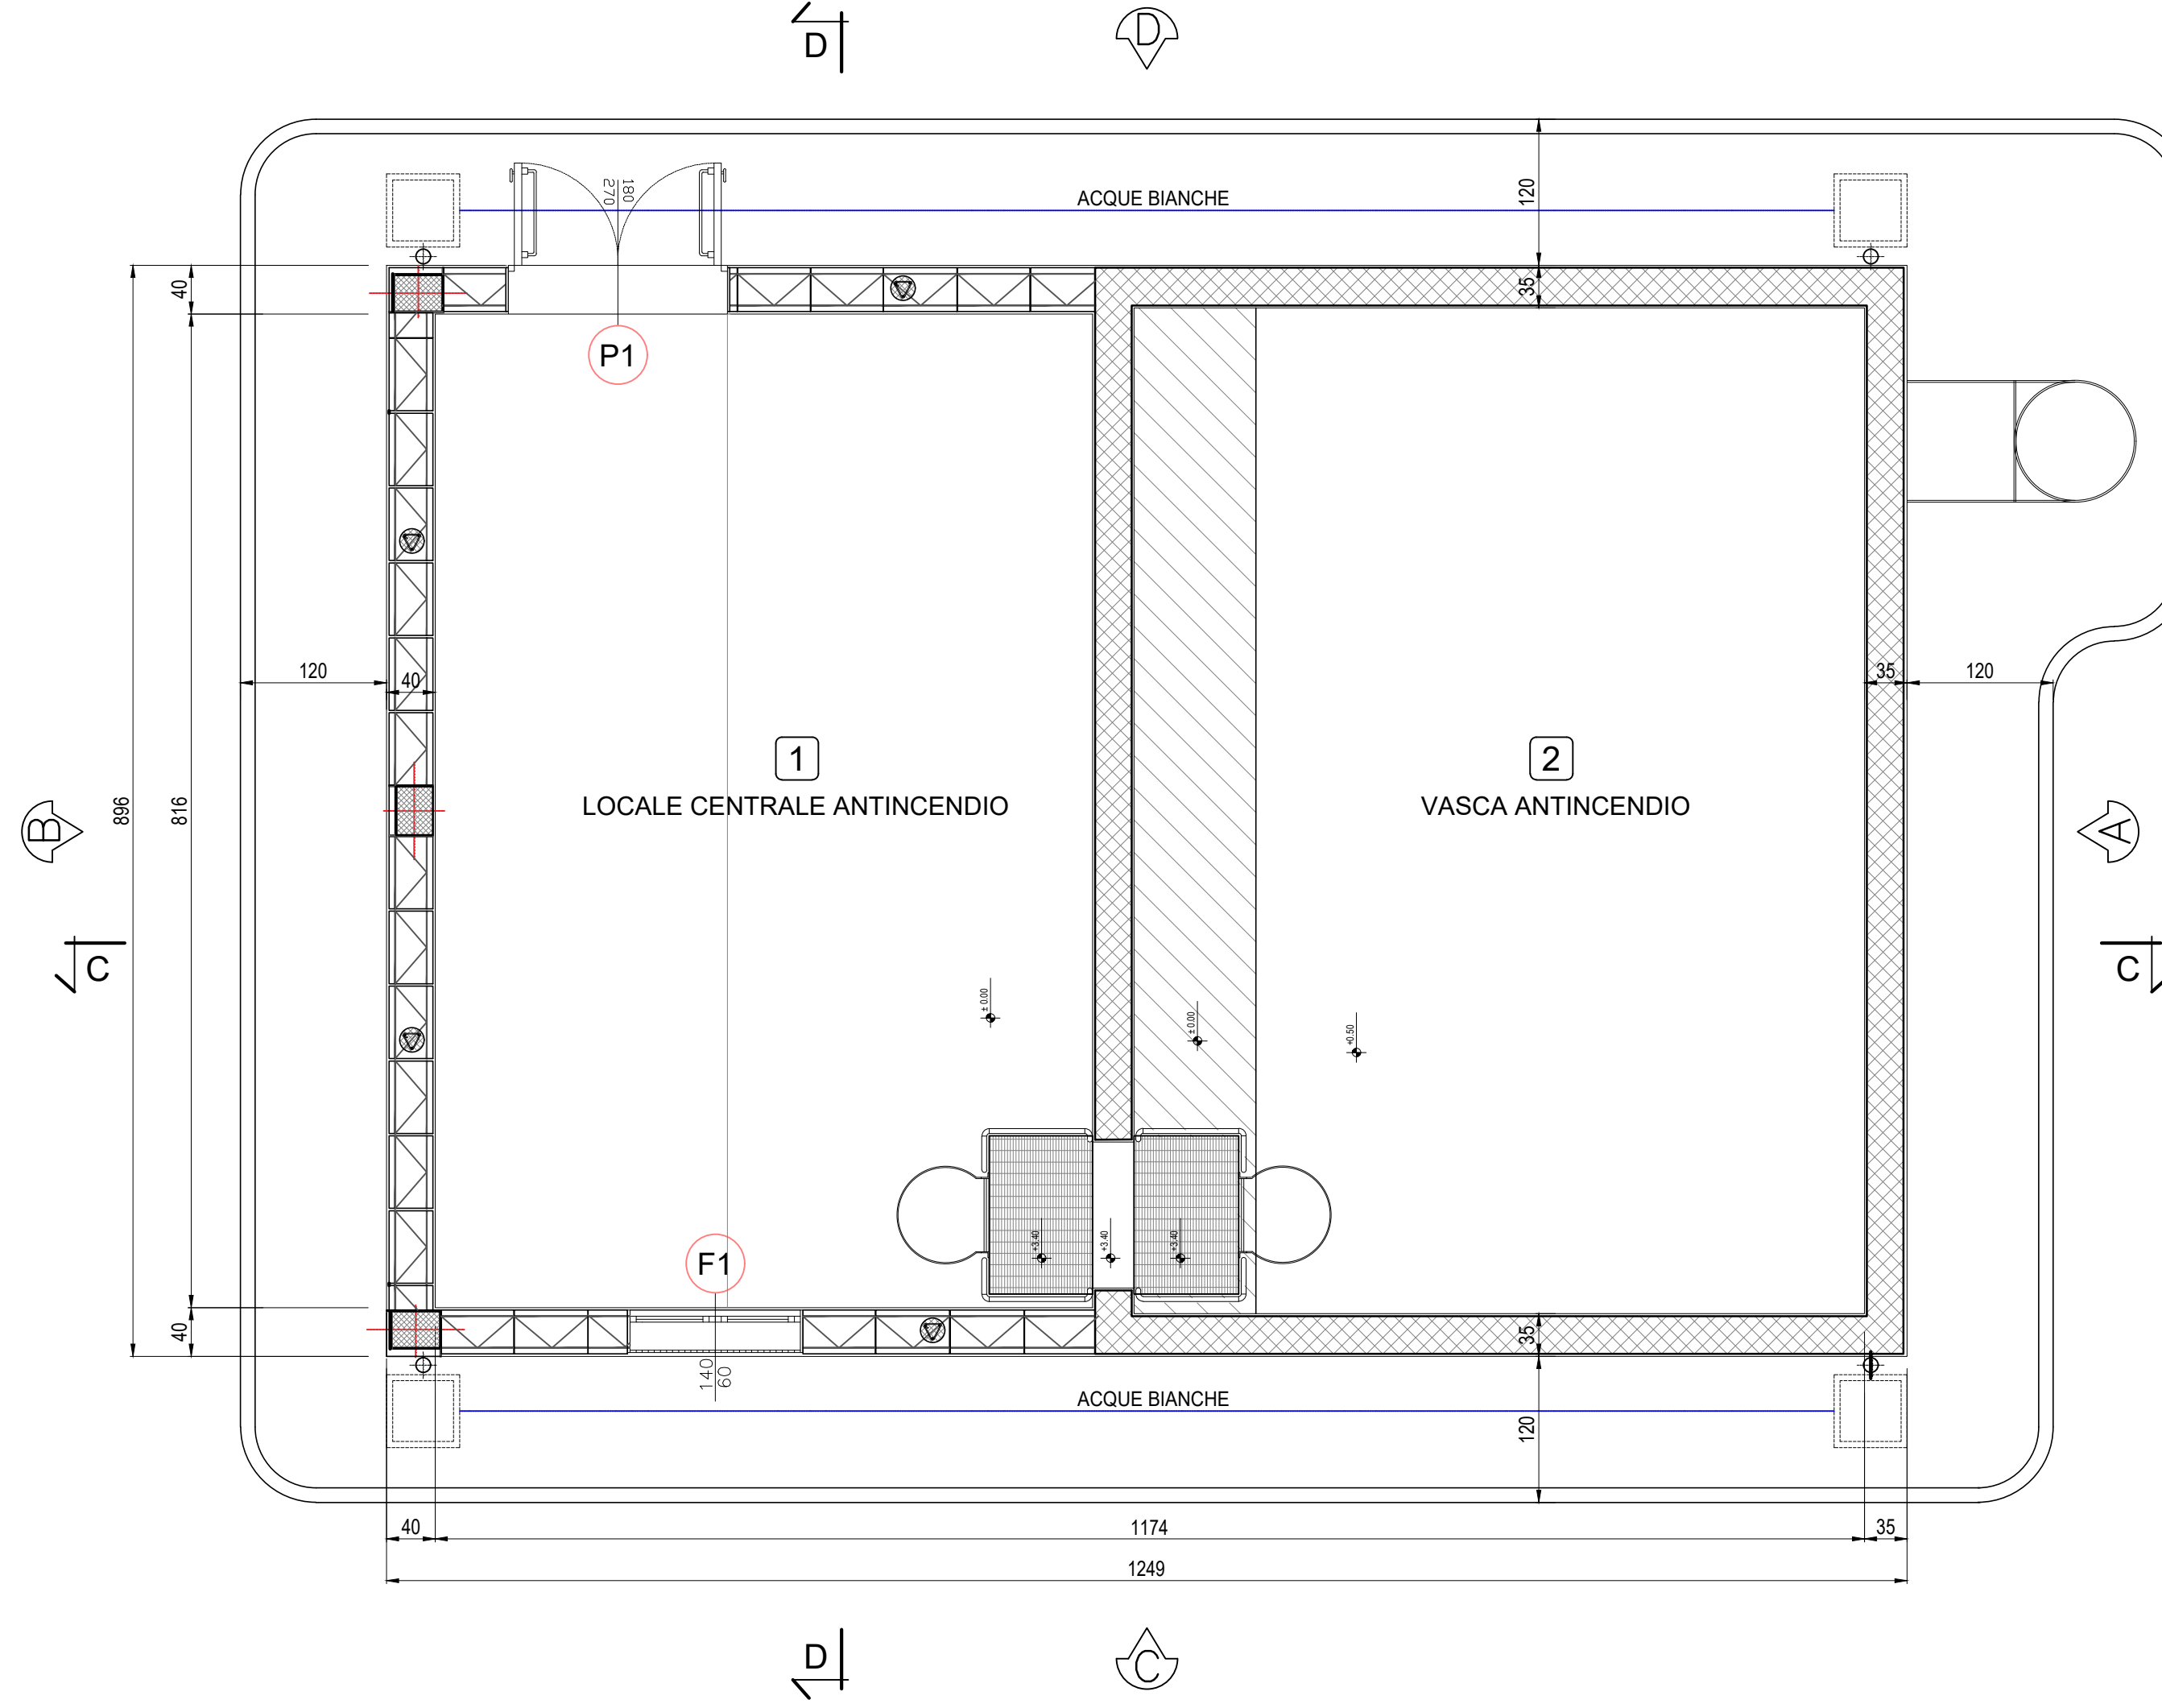 D
D
ACQUE BIANCHE
180
270
120
40
35
P1
120
40
35
120
1
LOCALE CENTRALE ANTINCENDIO
2
VASCA ANTINCENDIO
896
816
B
A
C
C
± 0.00
± 0.00
+0.50
+3.40
+3.40
+3.40
F1
40
35
140
60
ACQUE BIANCHE
120
40
1174
35
1249
D
C